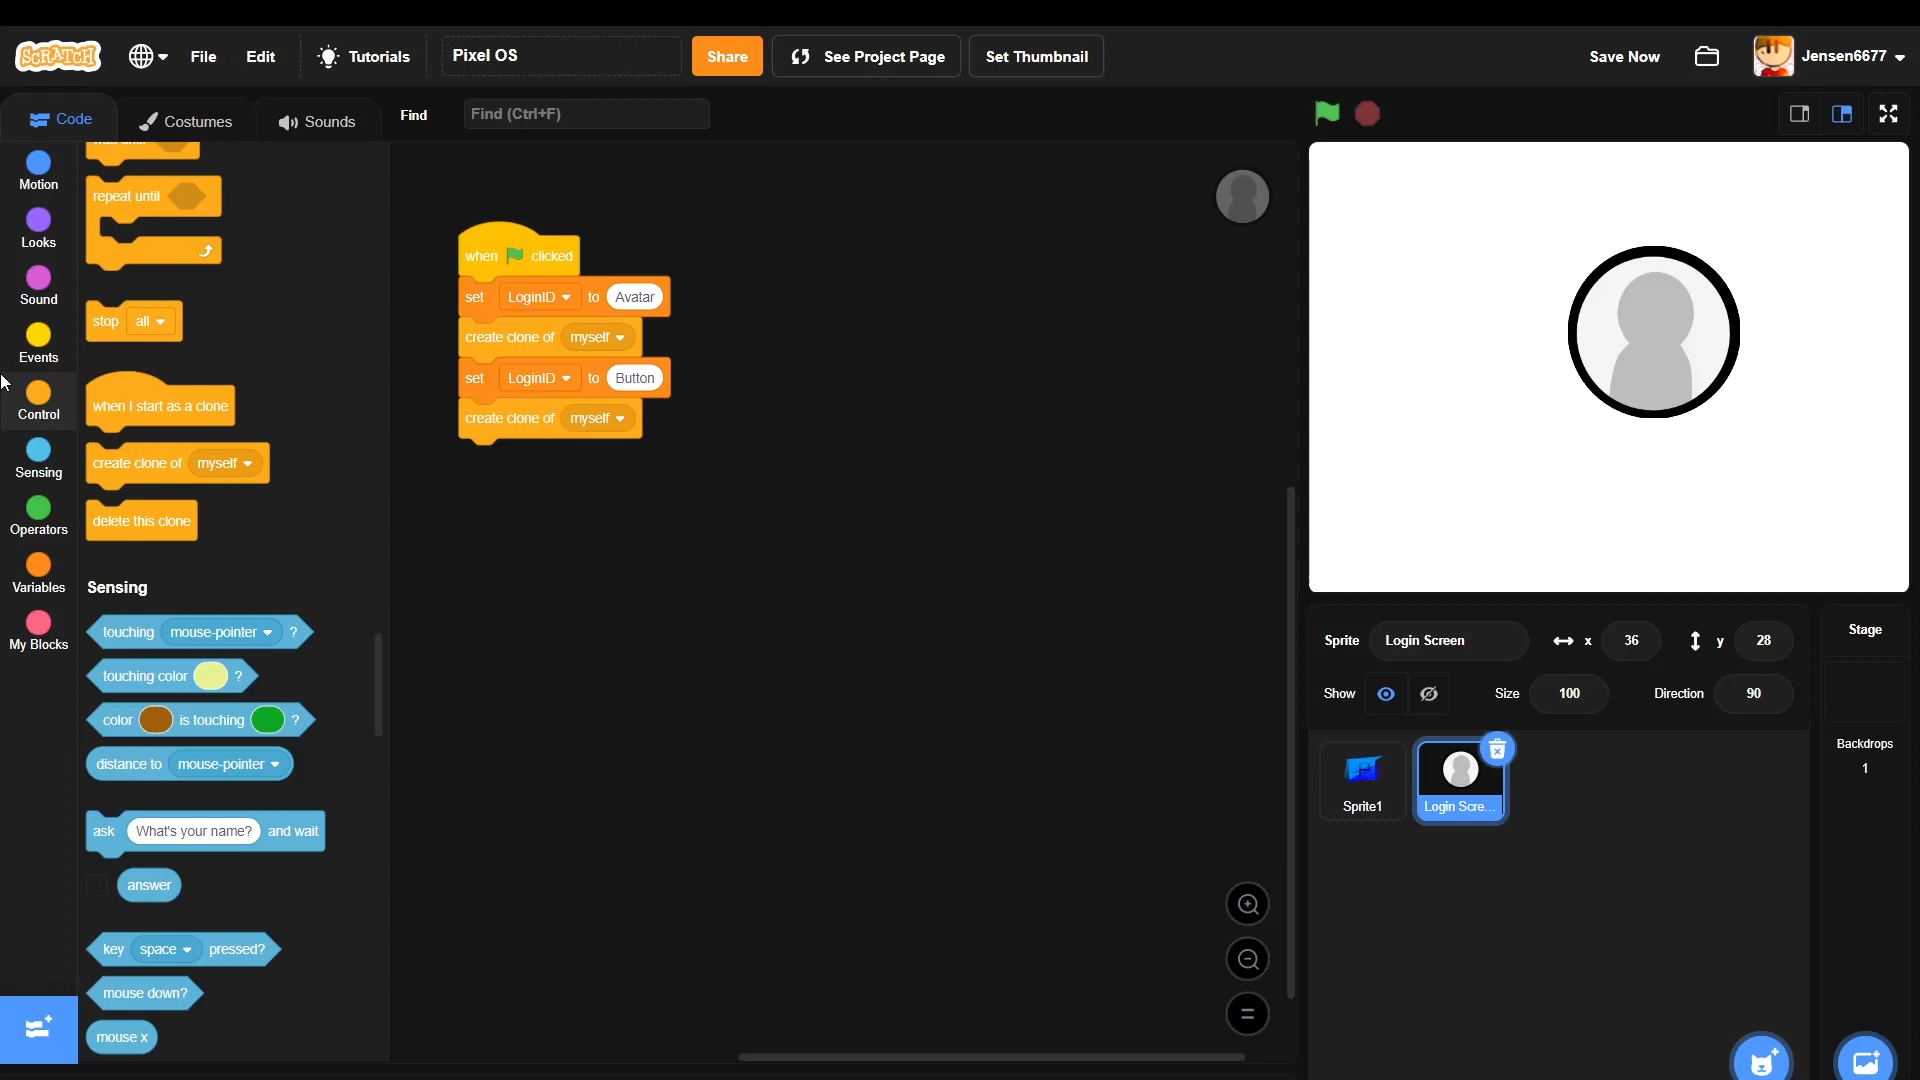 SCRATCH
File
Edit
Tutorials
Pixel OS
Share
See Project Page
Set Thumbnail
Save Now
Jensen6677
Code
Costumes
Sounds
Find
Find (Ctrl+F)
Motion
Looks
Sound
Events
Control
Sensing
Operators
Variables
My Blocks
repeat until
stop all
when I start as a clone
create clone of myself
delete this clone
Sensing
touching mouse-pointer ?
touching color ?
color is touching ?
distance to mouse-pointer
ask What's your name? and wait
answer
key space pressed?
mouse down?
mouse x
when clicked
set LoginID to Avatar
create clone of myself
set LoginID to Button
create clone of myself
Sprite Login Screen x 36 y 28
Show Size 100 Direction 90
Sprite1
Login Scre...
Stage
Backdrops
1